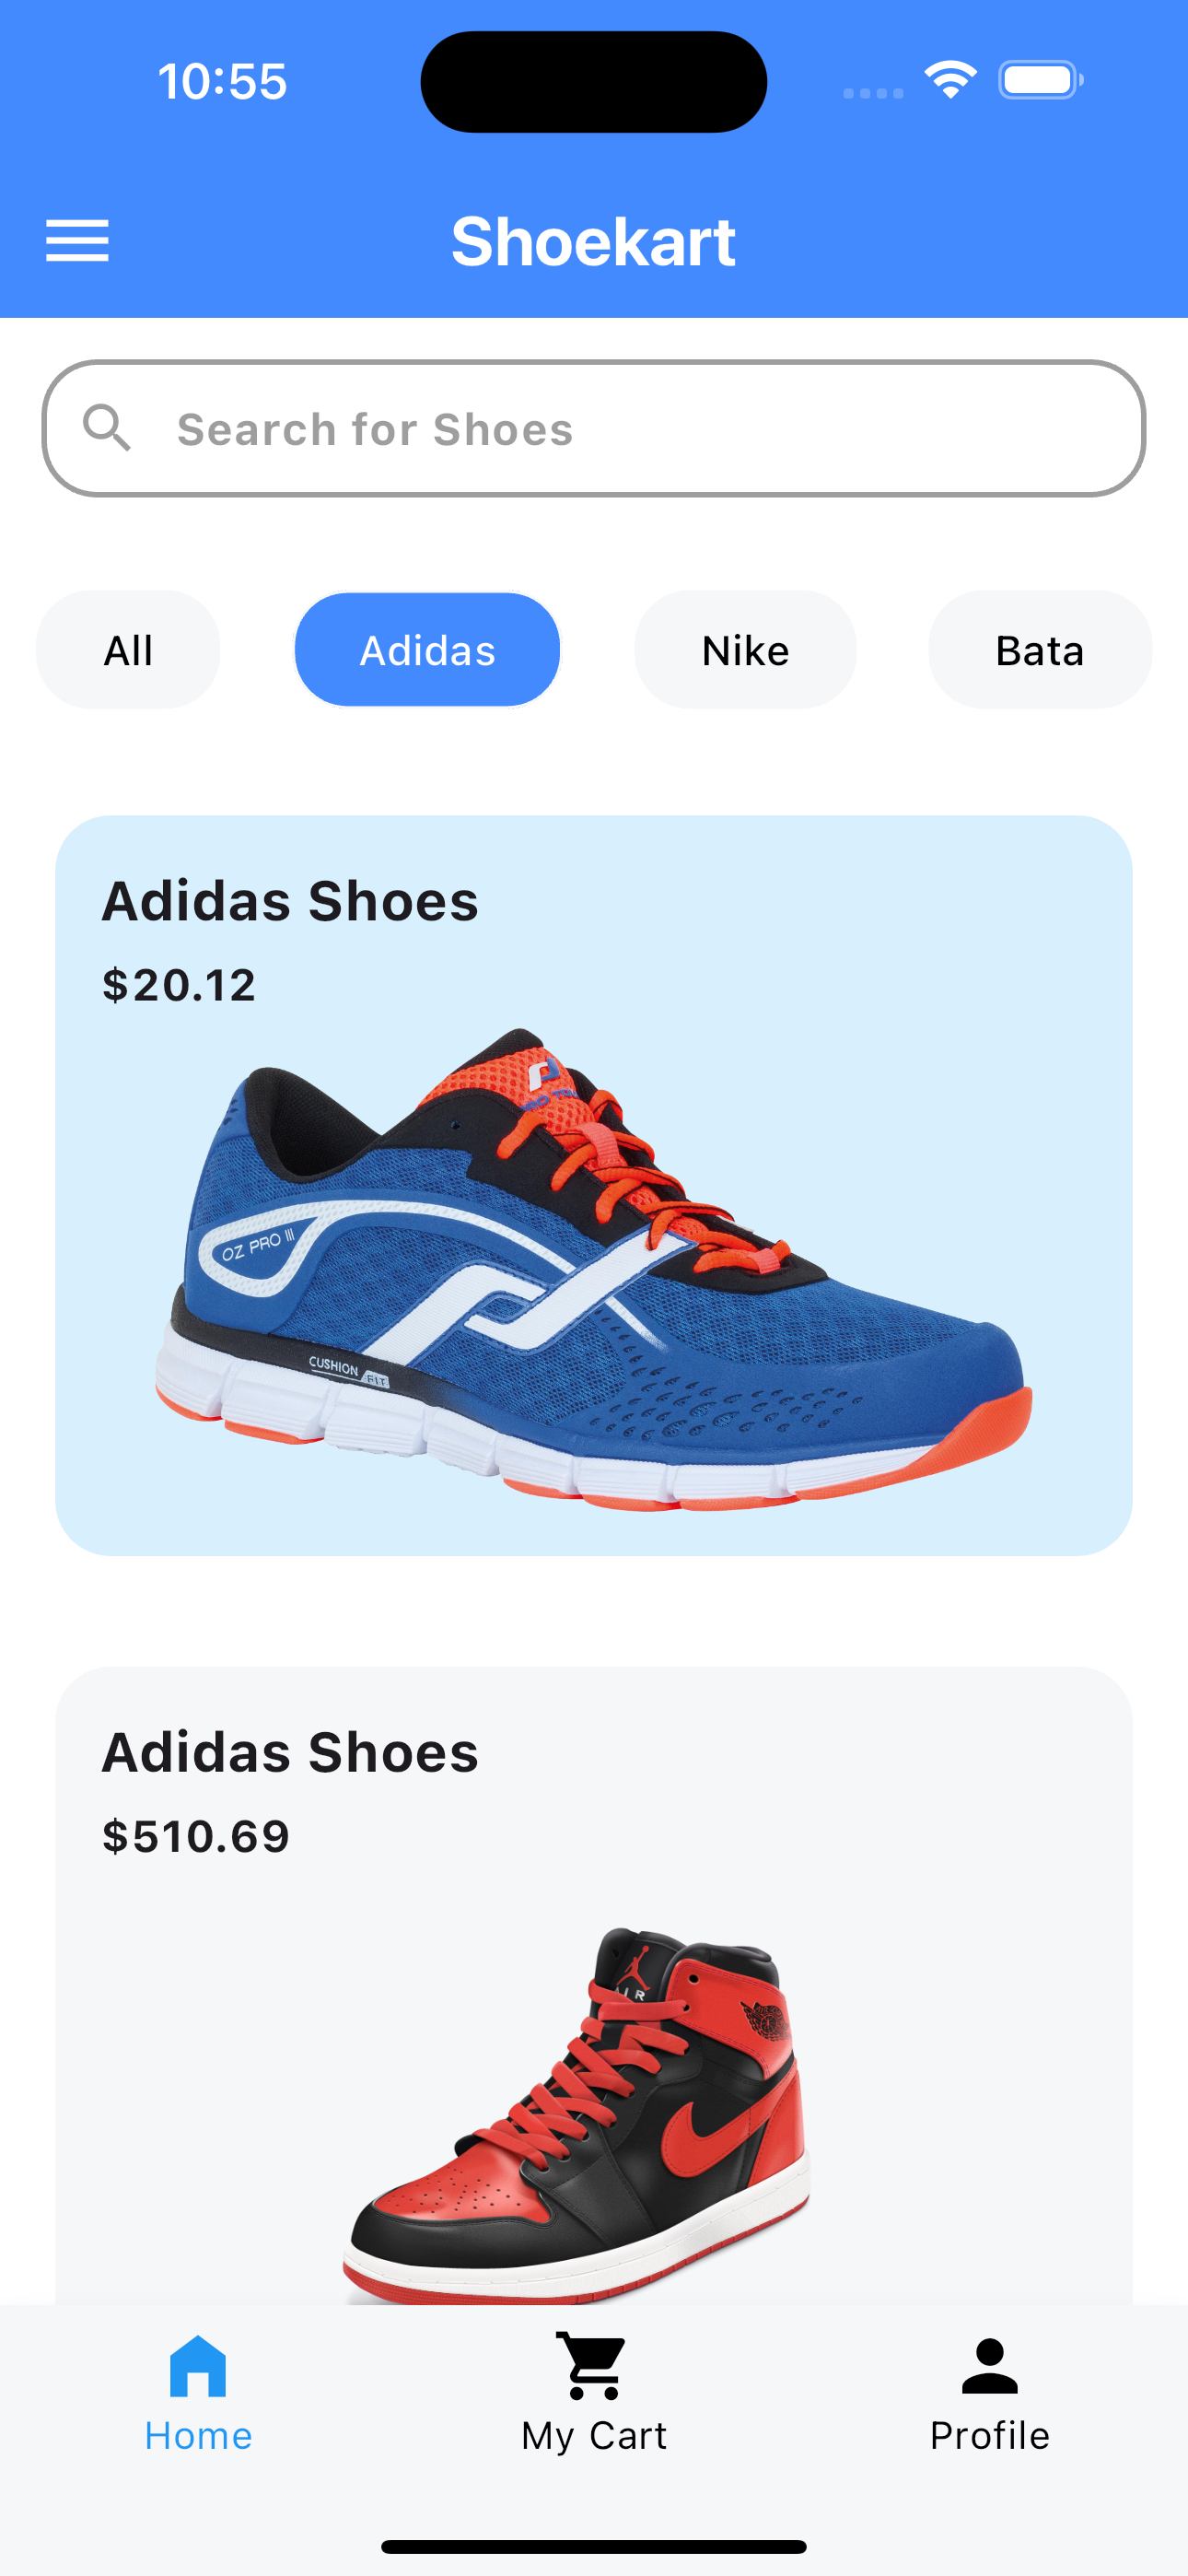 10:55
Shoekart
Search for Shoes
All
Adidas
Nike
Bata
Adidas Shoes
$20.12
OZ PRO III
CUSHION FIT
Adidas Shoes
$510.69
AIR
Home
My Cart
Profile